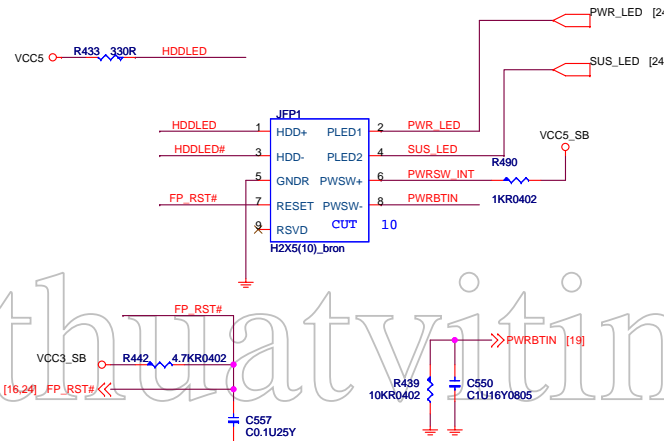 PWR_LED [24
VCC5 R433 330R HDDLED
SUS_LED [24
JFP1
HDDLED 1 HDD+ PLED1 2 PWR_LED
VCC5_SB
HDDLED# 3 HDD- PLED2 4 SUS_LED
R490
5 GNDR PWSW+ 6 PWRSW_INT
1KR0402
FP_RST# 7 RESET PWSW- 8 PWRBTIN
9 RSVD CUT 10
H2X5(10)_bron
thuatvitin
FP_RST#
PWRBTIN [19]
VCC3_SB R442 4.7KR0402
[16,24] FP_RST#
R439
10KR0402
C550
C1U16Y0805
C557
C0.1U25Y